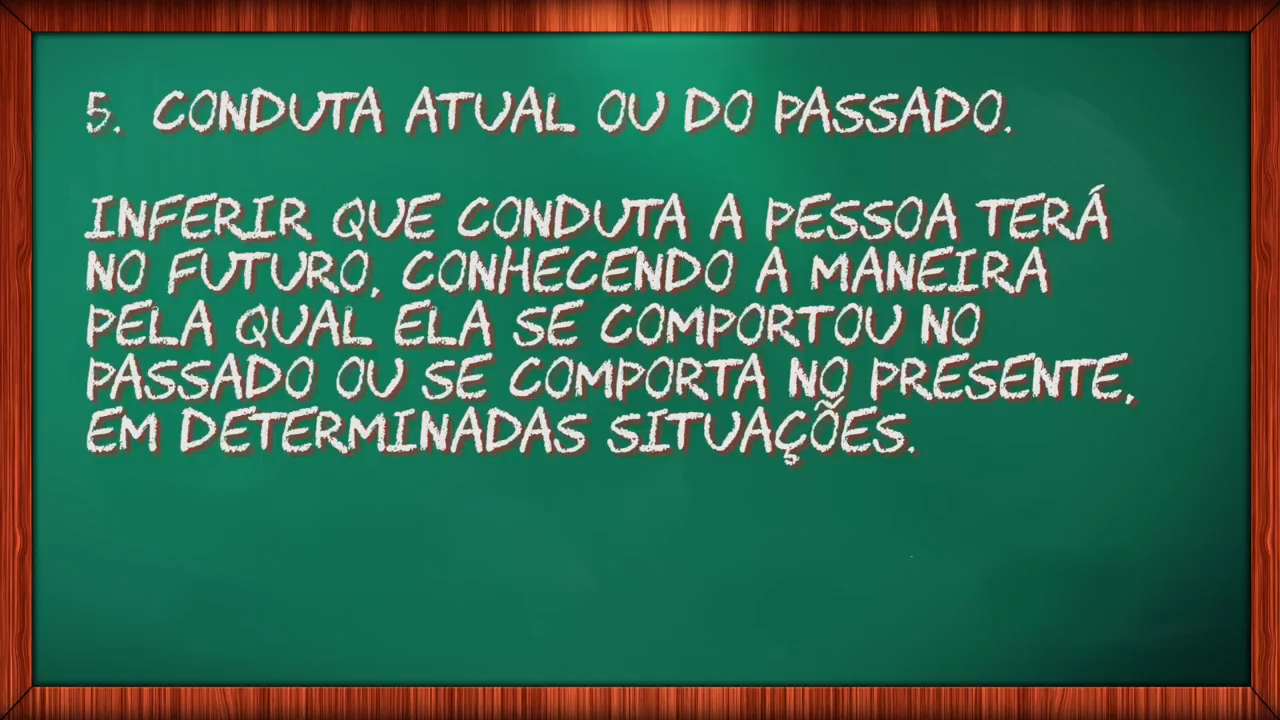 5. CONDUTA ATUAL OU DO PASSADO.
INFERIR QUE CONDUTA A PESSOA TERÁ
NO FUTURO, CONHECENDO A MANEIRA
PELA QUAL ELA SE COMPORTOU NO
PASSADO OU SE COMPORTA NO PRESENTE,
EM DETERMINADAS SITUAÇÕES.